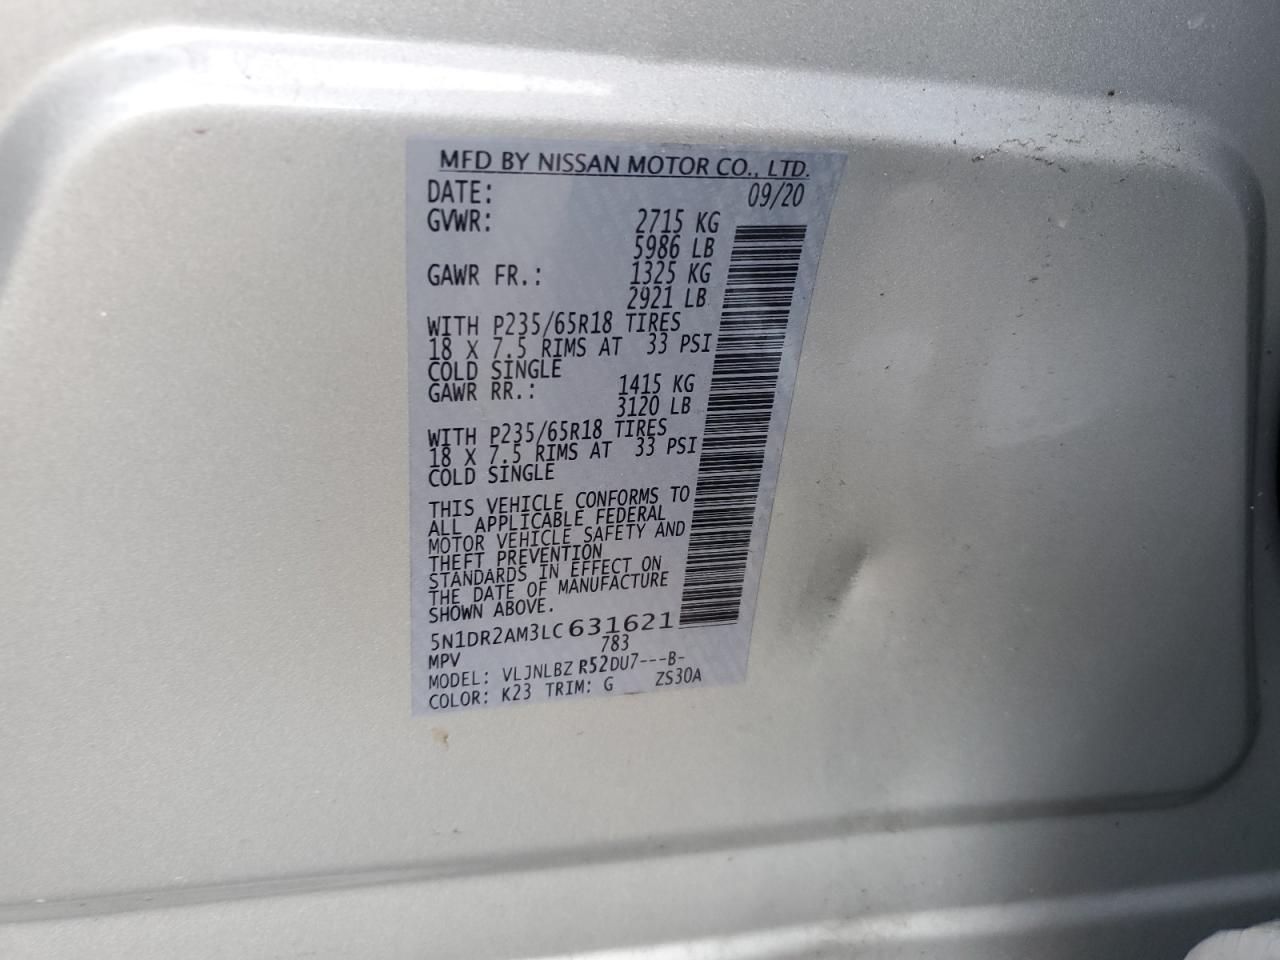 MFD BY NISSAN MOTOR CO., LTD.
DATE: 09/20
GVWR: 2715 KG
5986 LB
GAWR FR.: 1325 KG
2921 LB
WITH P235/65R18 TIRES
18 X 7.5 RIMS AT 33 PSI
COLD SINGLE
GAWR RR.: 1415 KG
3120 LB
WITH P235/65R18 TIRES
18 X 7.5 RIMS AT 33 PSI
COLD SINGLE
THIS VEHICLE CONFORMS TO
ALL APPLICABLE FEDERAL
MOTOR VEHICLE SAFETY AND
THEFT PREVENTION
STANDARDS IN EFFECT ON
THE DATE OF MANUFACTURE
SHOWN ABOVE.
5N1DR2AM3LC631621
MPV 783
MODEL: VLJNLBZ R52DU7---B-
COLOR: K23 TRIM: G ZS30A